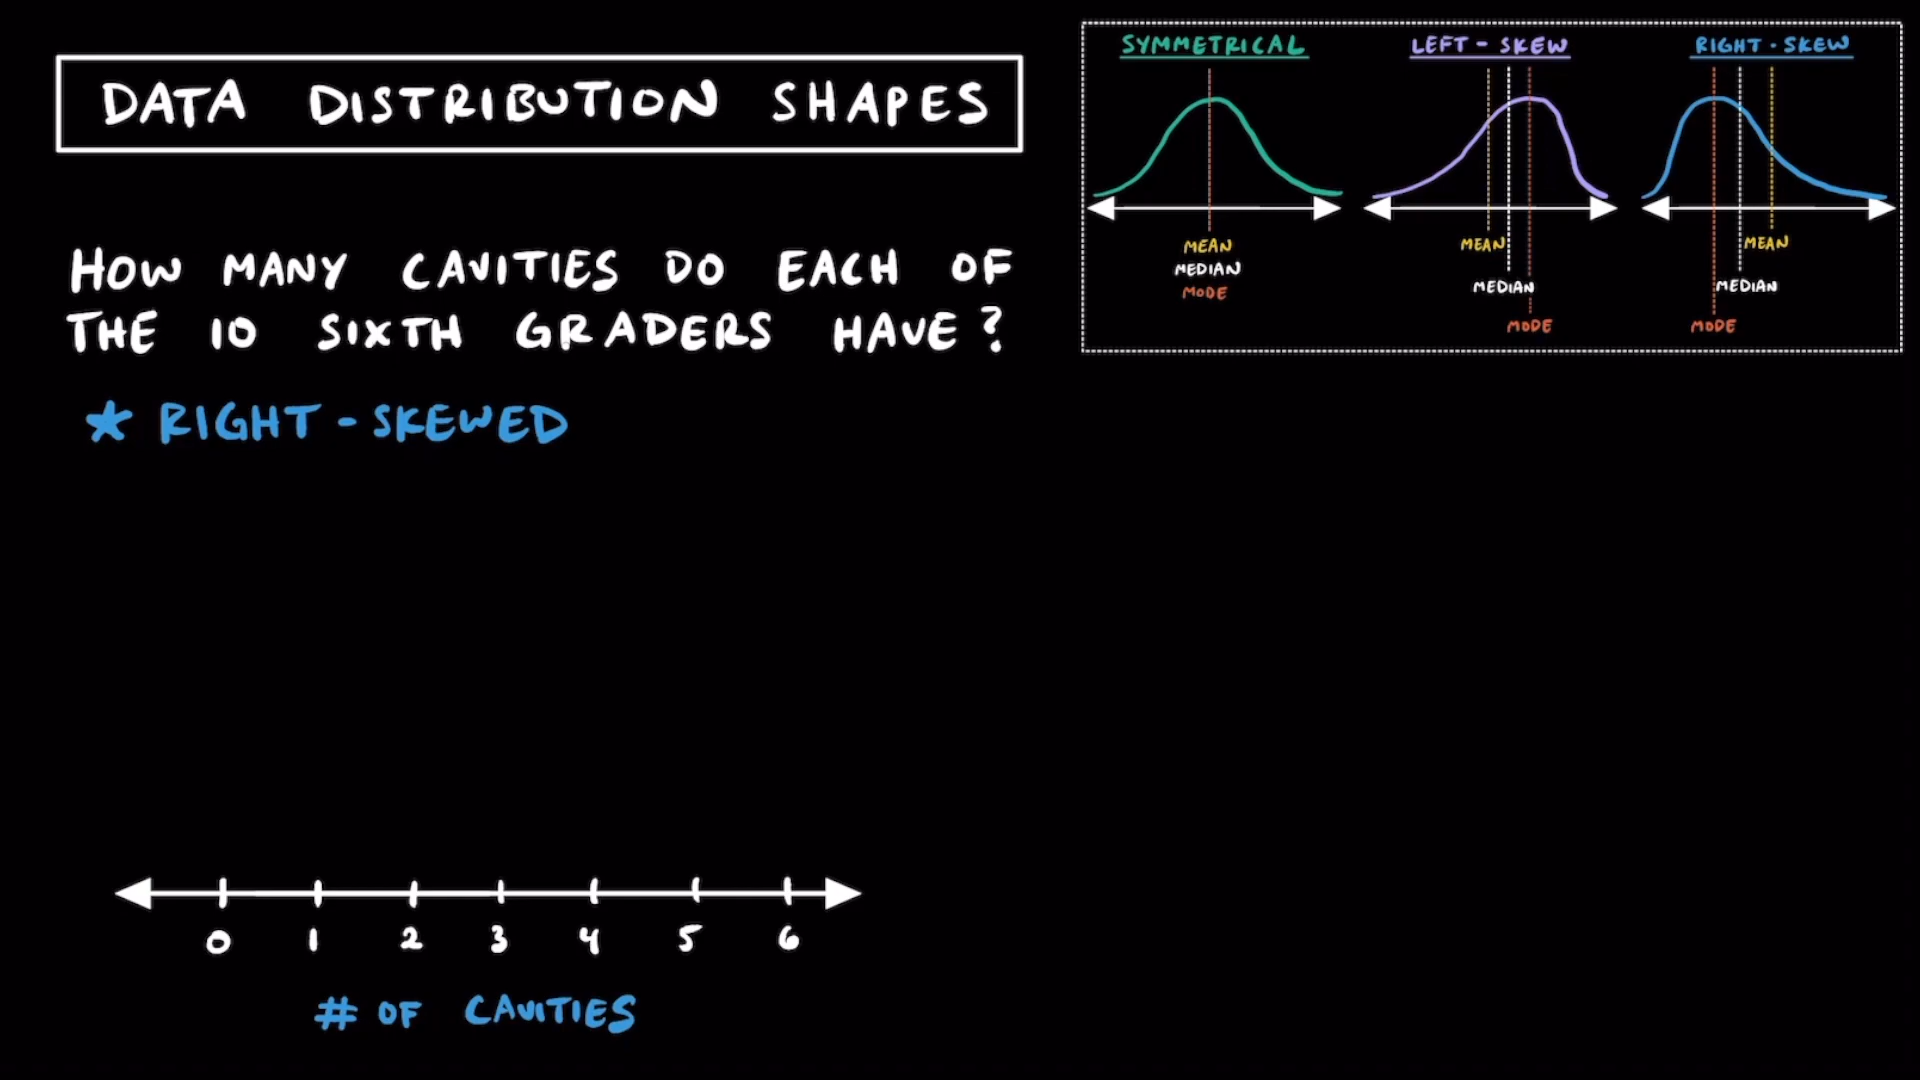 DATA DISTRIBUTION SHAPES
HOW MANY CAVITIES DO EACH OF
THE 10 SIXTH GRADERS HAVE?
* RIGHT-SKEWED
SYMMETRICAL
MEAN
MEDIAN
MODE
LEFT-SKEW
MEAN
MEDIAN
MODE
RIGHT-SKEW
MEAN
MEDIAN
MODE
0 1 2 3 4 5 6
# OF CAVITIES